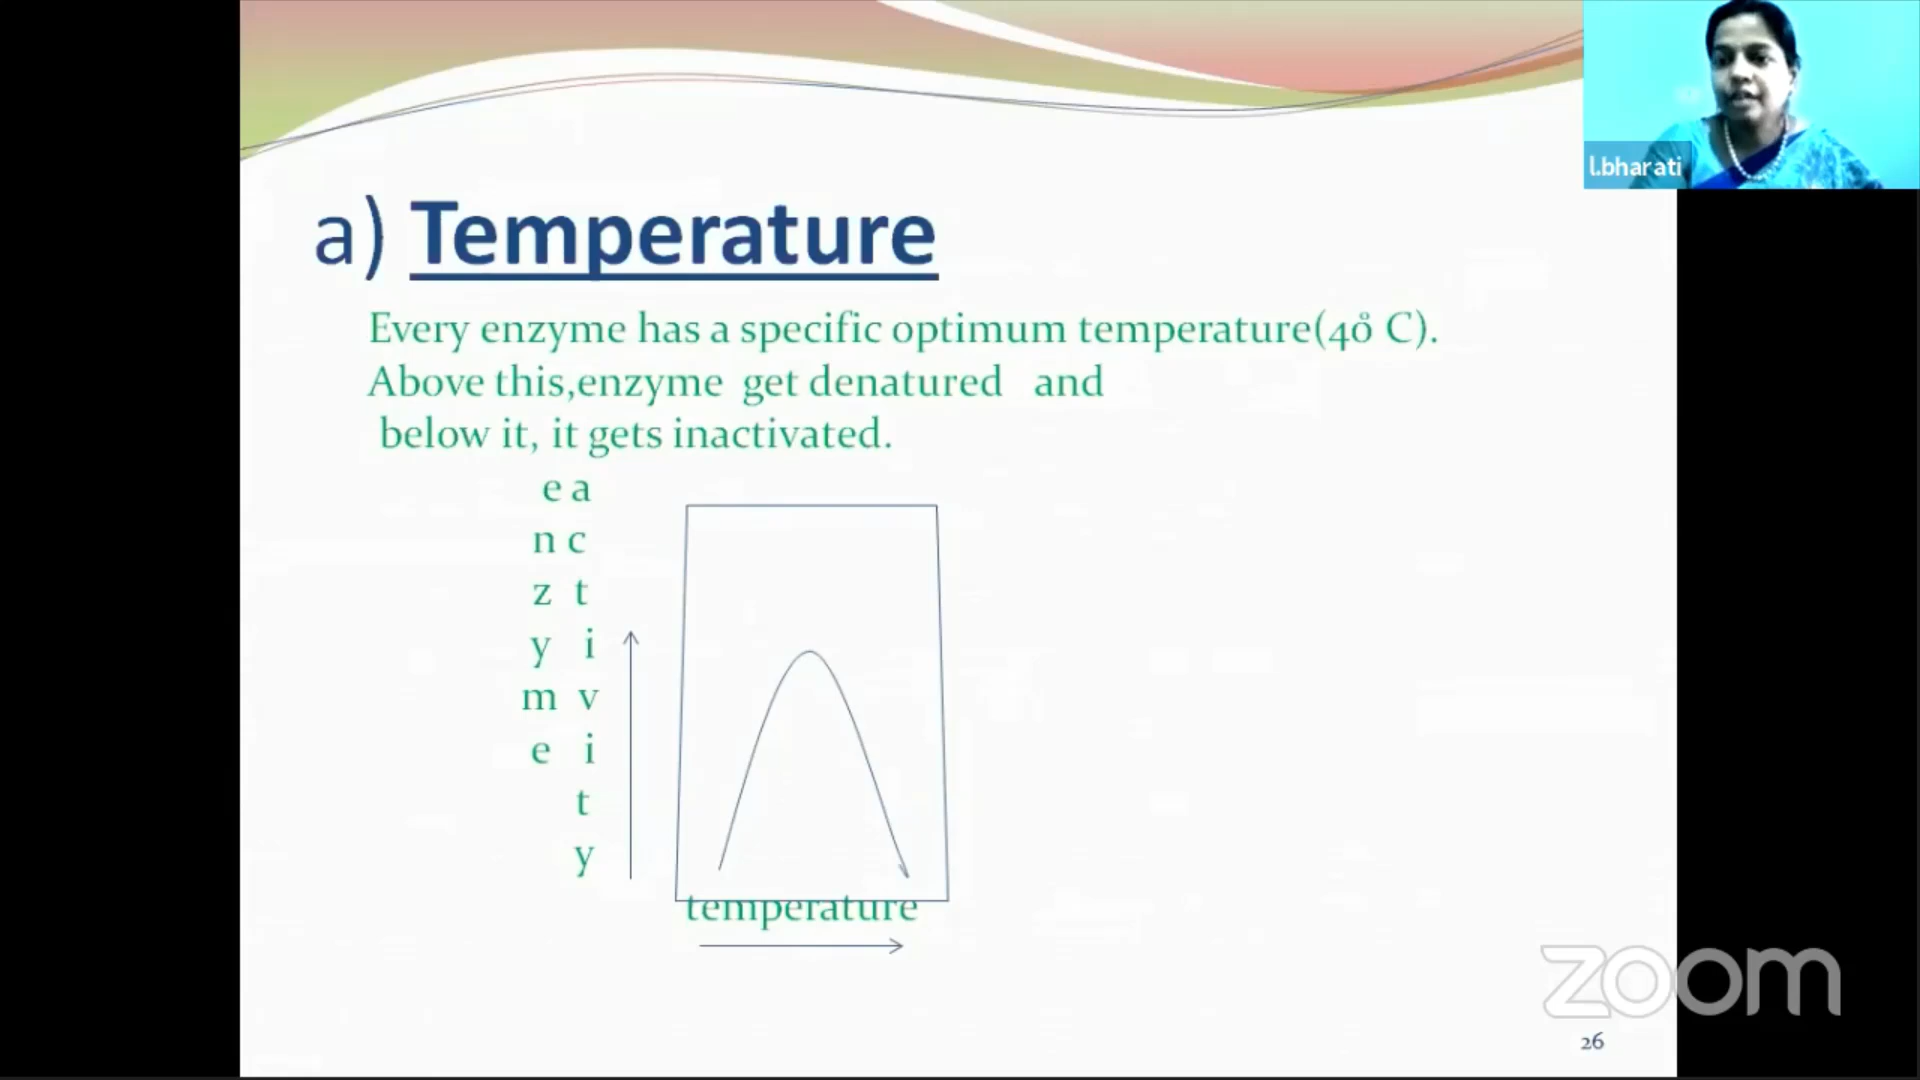 l.bharati
a) Temperature
Every enzyme has a specific optimum temperature(40̊ C).
Above this,enzyme get denatured and
below it, it gets inactivated.
e a
n c
z t
y i
m v
e i
t
y
temperature
zoom
26